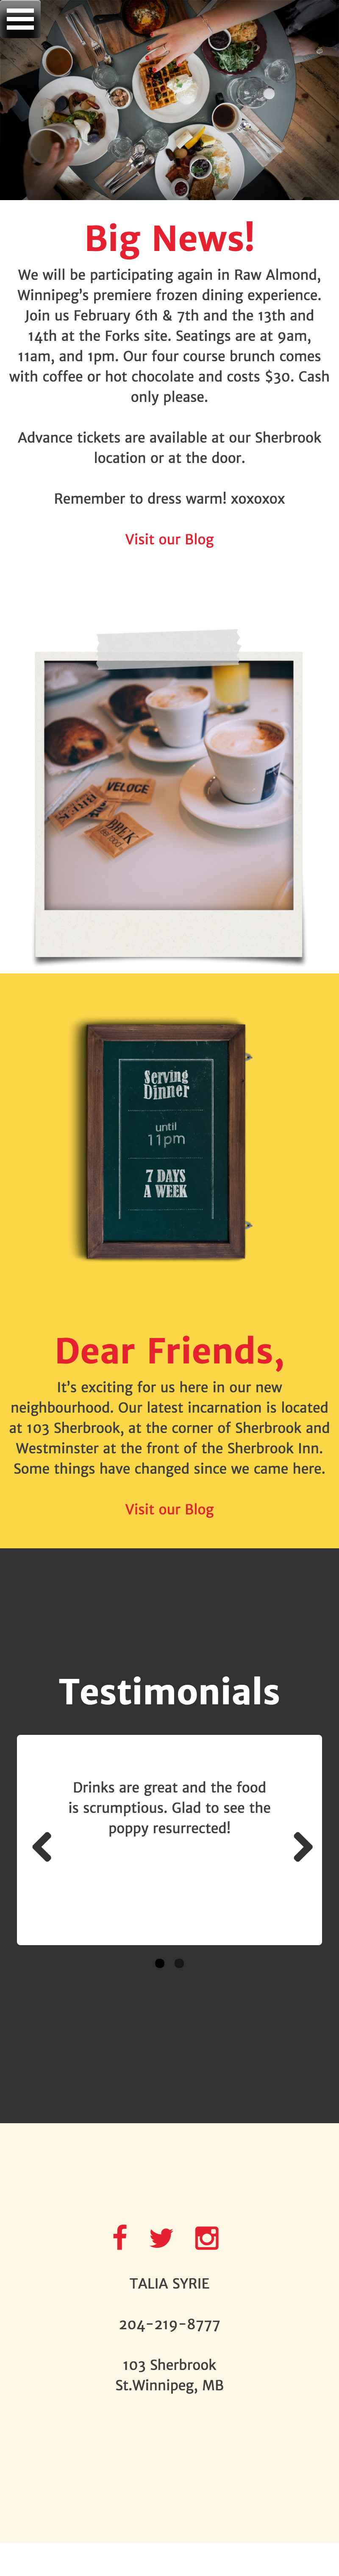 Big News!
We will be participating again in Raw Almond,
Winnipeg's premiere frozen dining experience.
Join us February 6th & 7th and the 13th and
14th at the Forks site. Seatings are at 9am,
11am, and 1pm. Our four course brunch comes
with coffee or hot chocolate and costs $30. Cash
only please.
Advance tickets are available at our Sherbrook
location or at the door.
Remember to dress warm! xoxoxox
Visit our Blog
VELOCE
BREK
BREK
Serving
Dinner
until
11pm
7 DAYS
A WEEK
Dear Friends,
It's exciting for us here in our new
neighbourhood. Our latest incarnation is located
at 103 Sherbrook, at the corner of Sherbrook and
Westminster at the front of the Sherbrook Inn.
Some things have changed since we came here.
Visit our Blog
Testimonials
Drinks are great and the food
is scrumptious. Glad to see the
poppy resurrected!
TALIA SYRIE
204-219-8777
103 Sherbrook
St.Winnipeg, MB